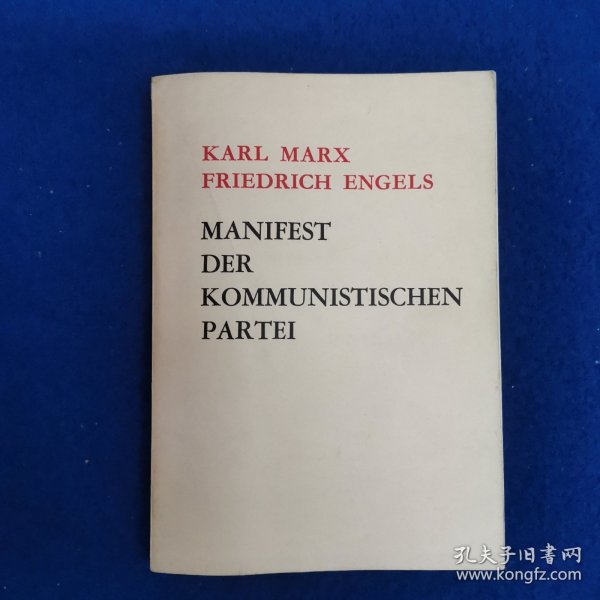 KARL MARX
FRIEDRICH ENGELS
MANIFEST
DER
KOMMUNISTISCHEN
PARTEI
孔夫子旧书网
www.kongfz.com